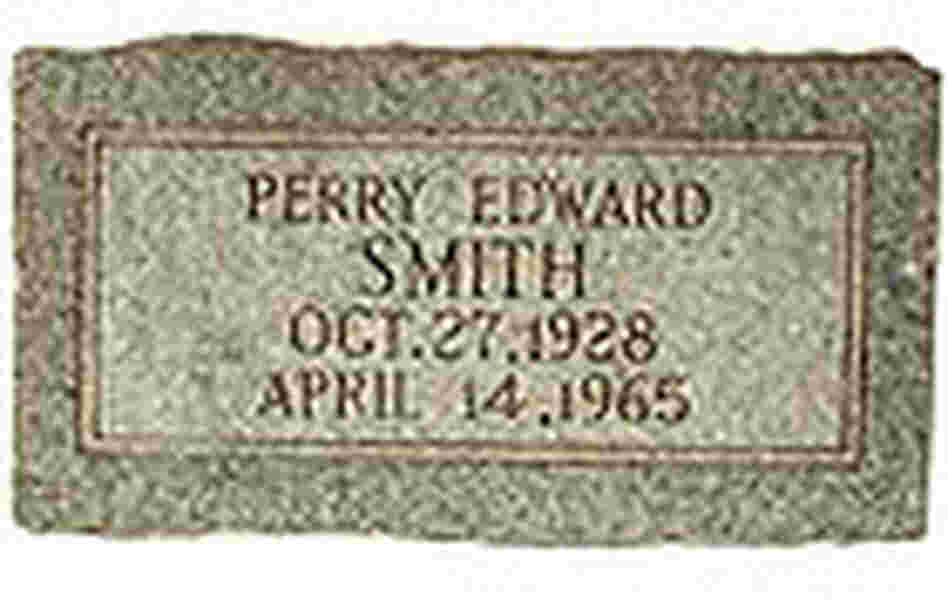 PERRY EDWARD
SMITH
OCT. 27, 1928
APRIL 14, 1965